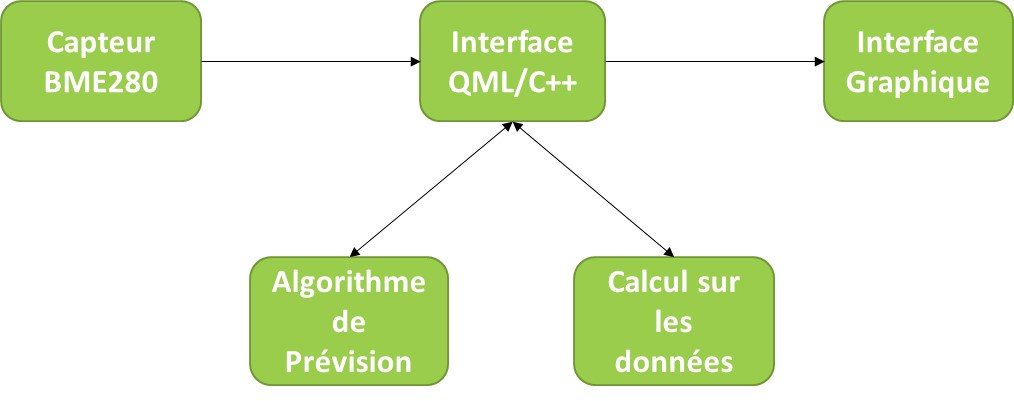 Capteur
BME280
Interface
QML/C++
Interface
Graphique
Algorithme
de
Prévision
Calcul sur
les
données